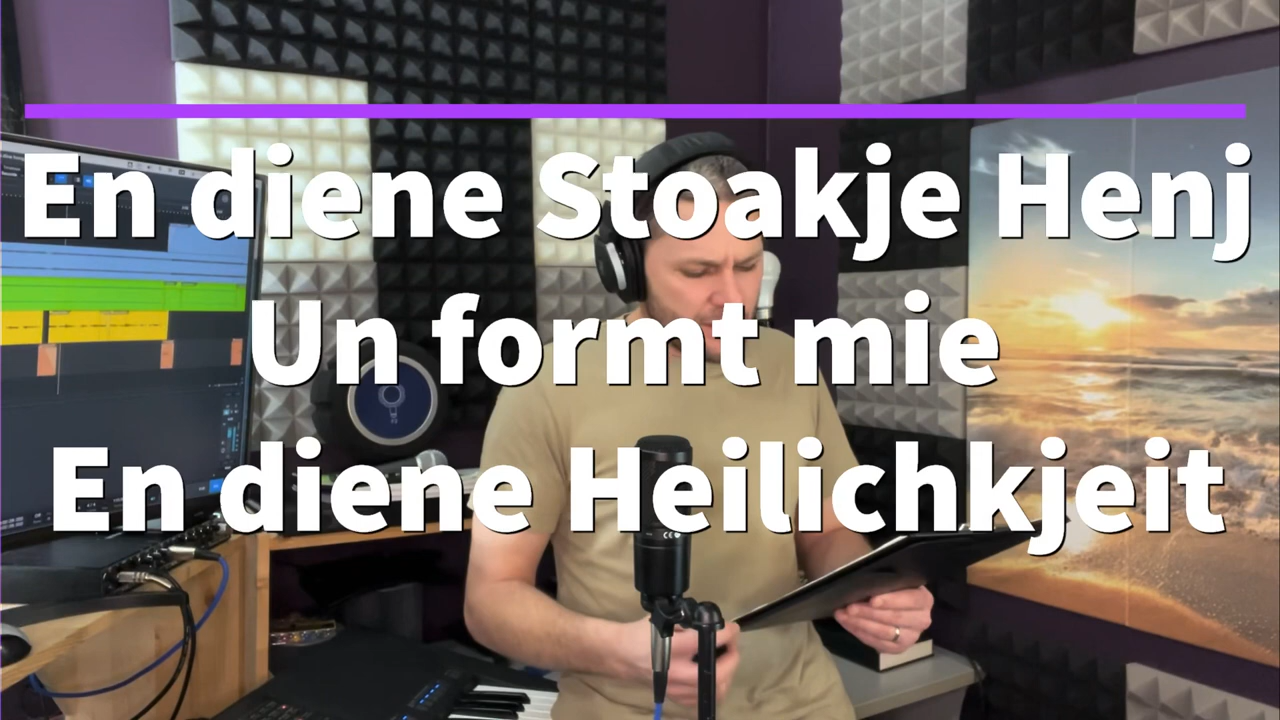 En diene Stoakje Henj
Un formt mie
En diene Heilichkjeit